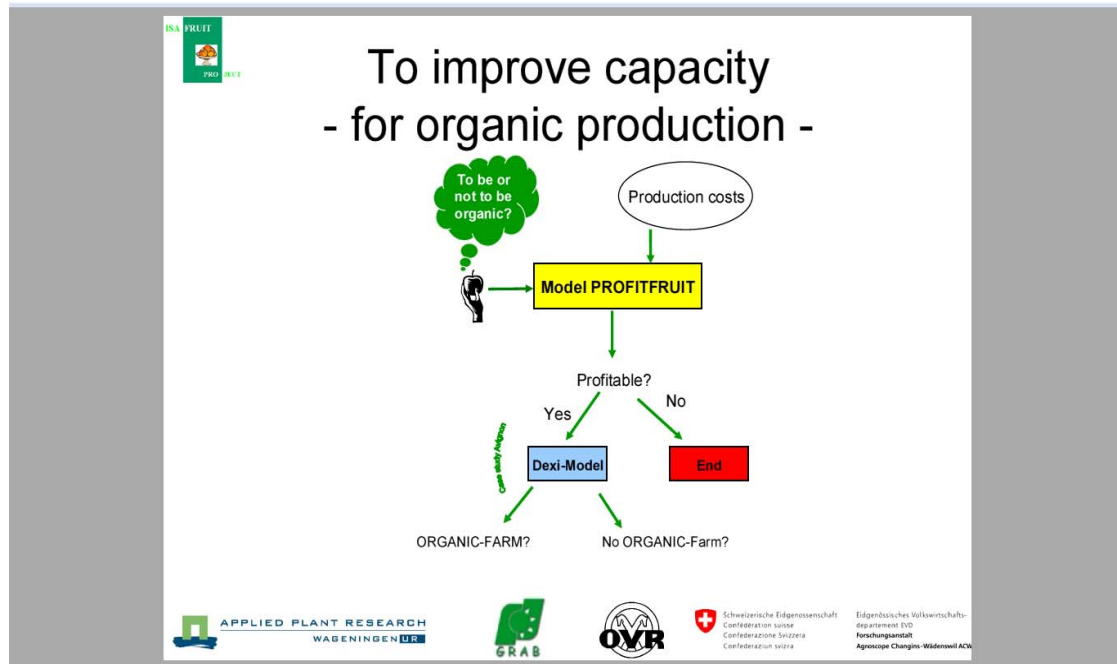 ISA FRUIT
PROJECT
To improve capacity
- for organic production -
To be or
not to be
organic?
Production costs
Model PROFITFRUIT
Profitable?
Yes
No
Case study Avignon
Dexi-Model
End
ORGANIC-FARM?
No ORGANIC-Farm?
APPLIED PLANT RESEARCH
WAGENINGEN UR
GRAB
OVR
Schweizerische Eidgenossenschaft
Confédération suisse
Confederazione Svizzera
Confederaziun svizra
Eidgenössisches Volkswirtschafts-
departement EVD
Forschungsanstalt
Agroscope Changins-Wädenswil ACW